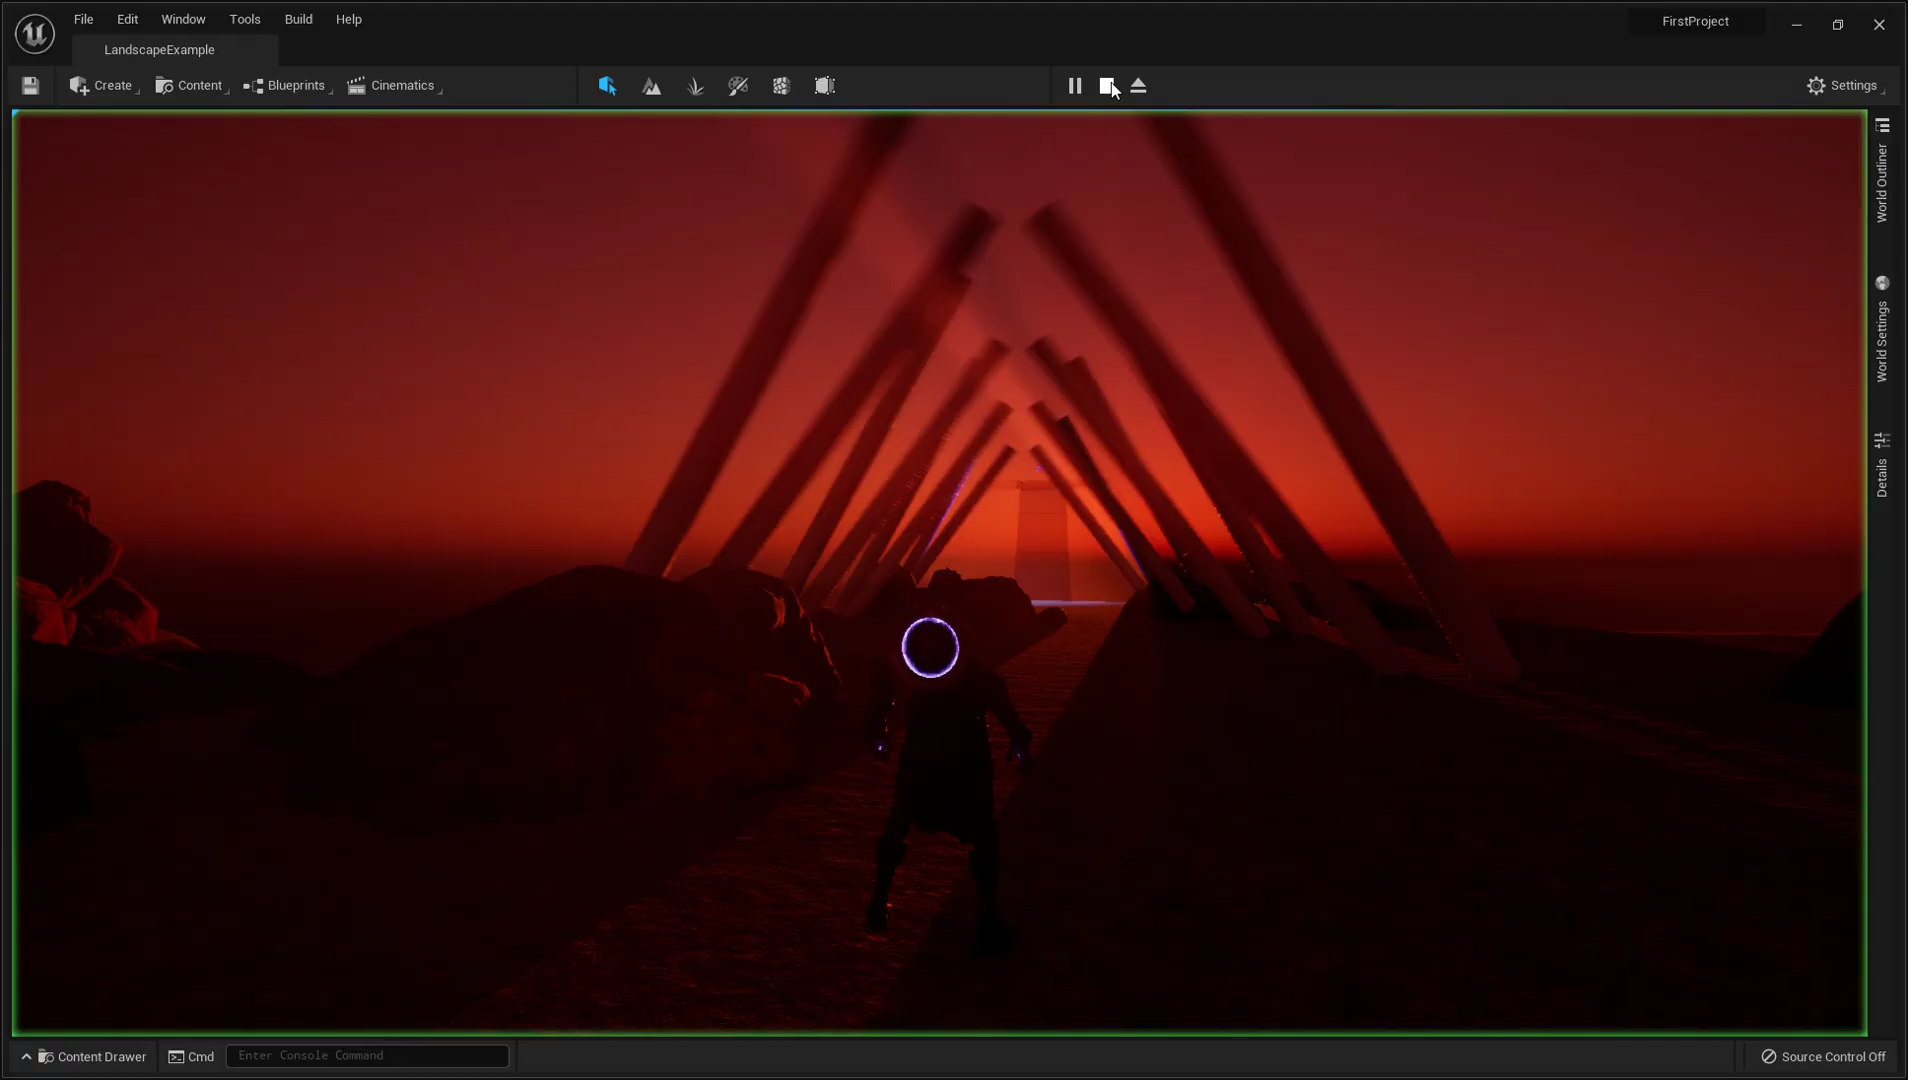 File Edit Window Tools Build Help
FirstProject
LandscapeExample
Create Content Blueprints Cinematics
Settings
World Outliner
World Settings
Details
Content Drawer Cmd Enter Console Command
Source Control Off